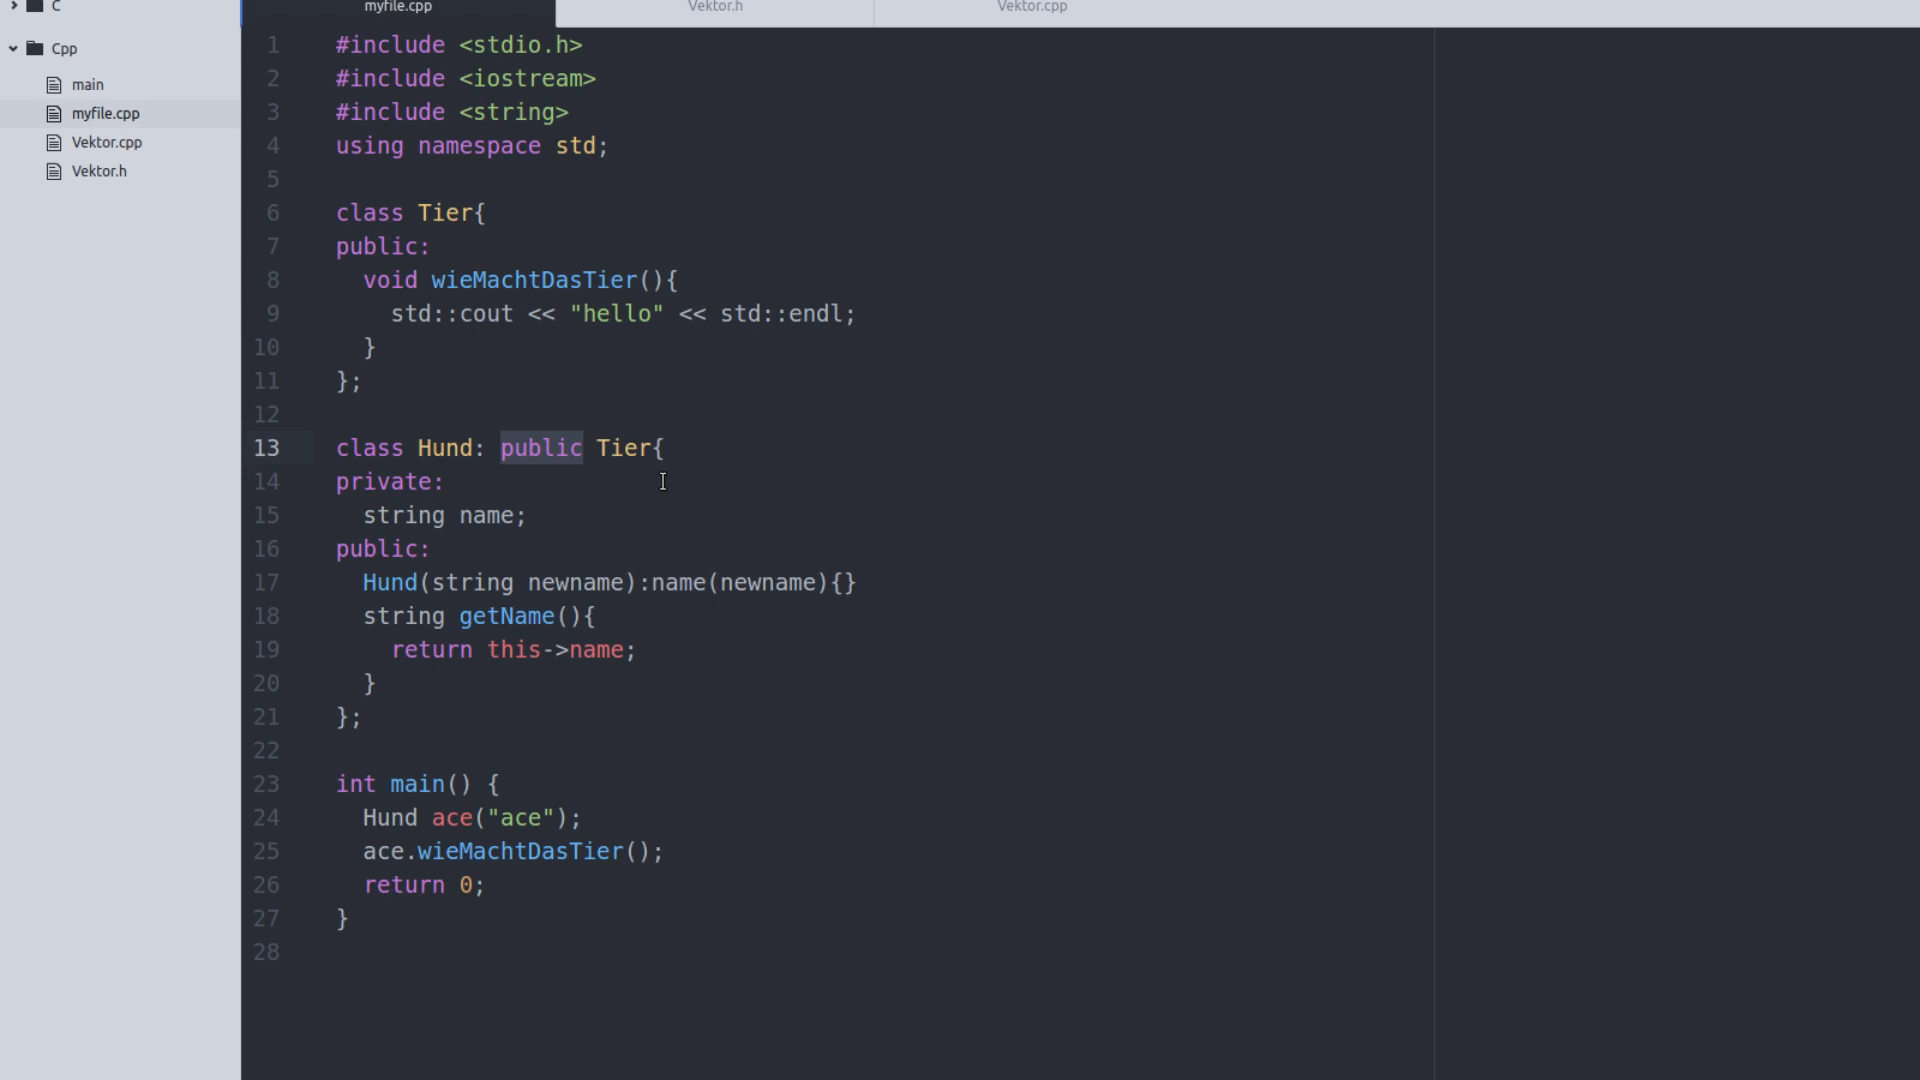 C
myfile.cpp
Vektor.h
Vektor.cpp
Cpp
main
myfile.cpp
Vektor.cpp
Vektor.h
1 #include <stdio.h>
2 #include <iostream>
3 #include <string>
4 using namespace std;
5
6 class Tier{
7 public:
8 void wieMachtDasTier(){
9 std::cout << "hello" << std::endl;
10 }
11 };
12
13 class Hund: public Tier{
14 private:
15 string name;
16 public:
17 Hund(string newname):name(newname){}
18 string getName(){
19 return this->name;
20 }
21 };
22
23 int main() {
24 Hund ace("ace");
25 ace.wieMachtDasTier();
26 return 0;
27 }
28